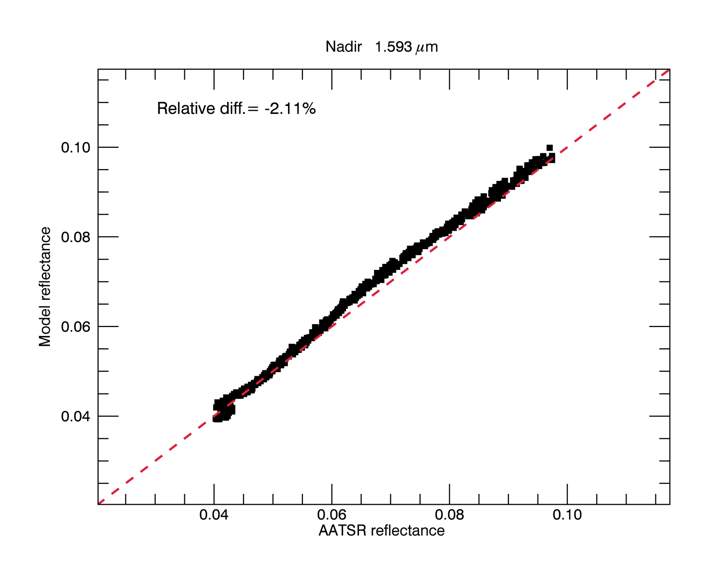 Nadir 1.593 μm
Relative diff.= -2.11%
0.10
0.08
0.06
0.04
Model reflectance
0.04 0.06 0.08 0.10
AATSR reflectance